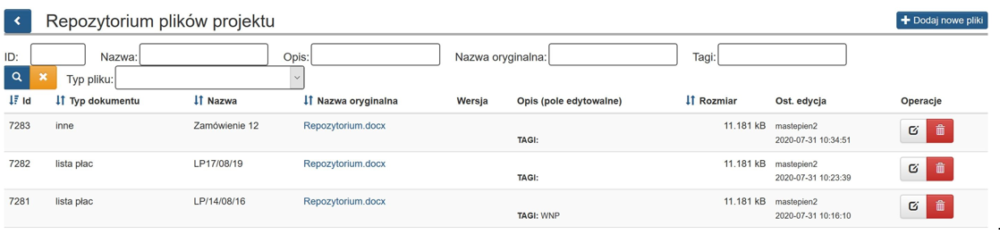 Repozytorium plików projektu
Dodaj nowe pliki
ID: Nazwa: Opis: Nazwa oryginalna: Tagi:
Typ pliku:
Id Typ dokumentu Nazwa Nazwa oryginalna Wersja Opis (pole edytowalne) Rozmiar Ost. edycja Operacje
7283 inne Zamówienie 12 Repozytorium.docx 11.181 kB mastepien2
TAGI: 2020-07-31 10:34:51
7282 lista płac LP17/08/19 Repozytorium.docx 11.181 kB mastepien2
TAGI: 2020-07-31 10:23:39
7281 lista płac LP/14/08/16 Repozytorium.docx 11.181 kB mastepien2
TAGI: WNP 2020-07-31 10:16:10